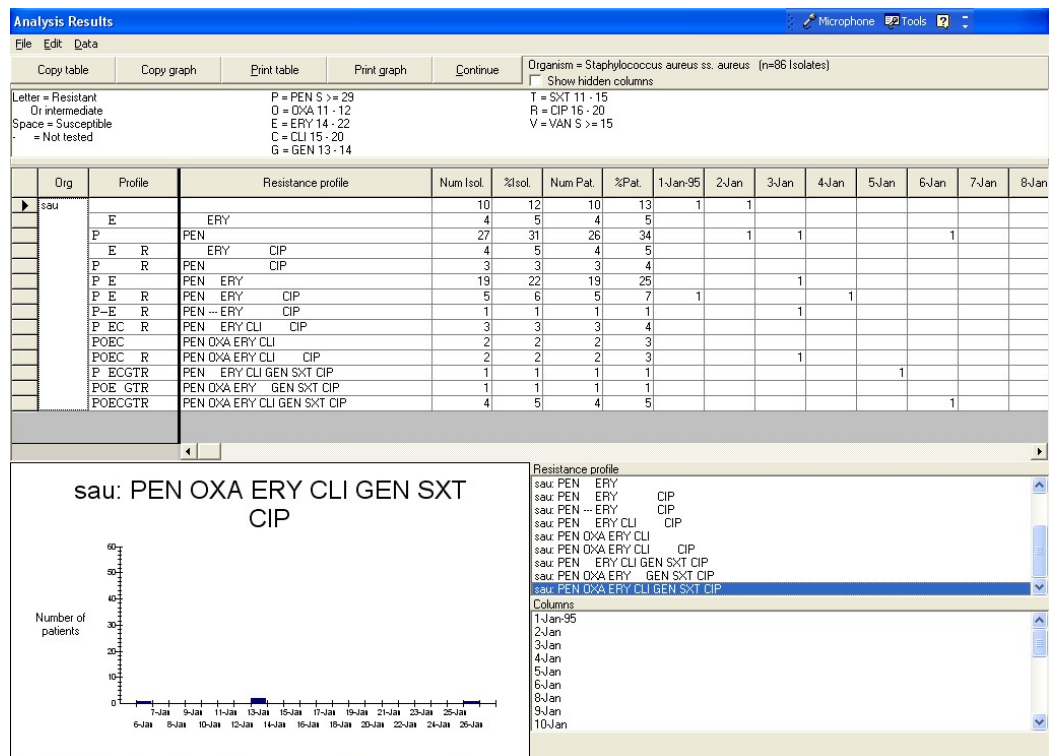 Analysis Results
Microphone Tools
File Edit Data
Copy table Copy graph Print table Print graph Continue
Organism = Staphylococcus aureus ss. aureus (n=86 Isolates)
Show hidden columns
Letter = Resistant P = PEN S >= 29 T = SXT 11 - 15
Or intermediate O = OXA 11 - 12 R = CIP 16 - 20
Space = Susceptible E = ERY 14 - 22 V = VAN S >= 15
- = Not tested C = CLI 15 - 20
G = GEN 13 - 14
Org Profile Resistance profile Num Isol. %Isol. Num Pat. %Pat. 1-Jan-95 2-Jan 3-Jan 4-Jan 5-Jan 6-Jan 7-Jan 8-Jan
sau 10 12 10 13 1 1
E ERY 4 5 4 5
P PEN 27 31 26 34 1 1 1
E R ERY CIP 4 5 4 5
P R PEN CIP 3 3 3 4
P E PEN ERY 19 22 19 25 1
P E R PEN ERY CIP 5 6 5 7 1 1
P-E R PEN --- ERY CIP 1 1 1 1 1
P EC R PEN ERY CLI CIP 3 3 3 4
POEC PEN OXA ERY CLI 2 2 2 3
POEC R PEN OXA ERY CLI CIP 2 2 2 3 1
P ECGTR PEN ERY CLI GEN SXT CIP 1 1 1 1 1
POE GTR PEN OXA ERY GEN SXT CIP 1 1 1 1
POECGTR PEN OXA ERY CLI GEN SXT CIP 4 5 4 5 1
sau: PEN OXA ERY CLI GEN SXT
CIP
60
50
40
Number of
patients
30
20
10
0
7-Jan 9-Jan 11-Jan 13-Jan 15-Jan 17-Jan 19-Jan 21-Jan 23-Jan 25-Jan
6-Jan 8-Jan 10-Jan 12-Jan 14-Jan 16-Jan 18-Jan 20-Jan 22-Jan 24-Jan 26-Jan
Resistance profile
sau: PEN ERY
sau: PEN ERY CIP
sau: PEN --- ERY CIP
sau: PEN ERY CLI CIP
sau: PEN OXA ERY CLI
sau: PEN OXA ERY CLI CIP
sau: PEN ERY CLI GEN SXT CIP
sau: PEN OXA ERY GEN SXT CIP
sau: PEN OXA ERY CLI GEN SXT CIP
Columns
1-Jan-95
2-Jan
3-Jan
4-Jan
5-Jan
6-Jan
8-Jan
9-Jan
10-Jan